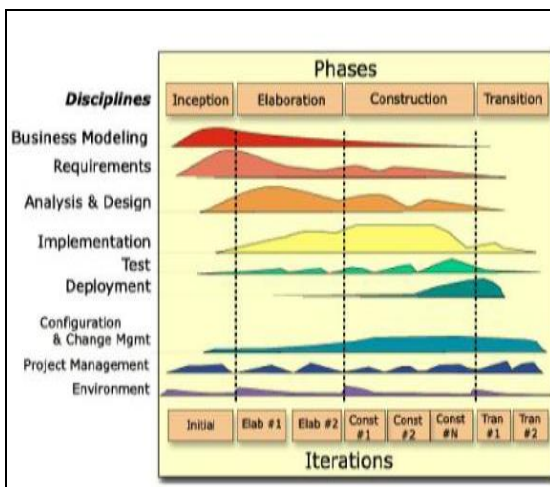 Phases
Disciplines Inception Elaboration Construction Transition
Business Modeling
Requirements
Analysis & Design
Implementation
Test
Deployment
Configuration
& Change Mgmt
Project Management
Environment
Initial Elab #1 Elab #2 Const #1 Const #2 Const #N Tran #1 Tran #2
Iterations